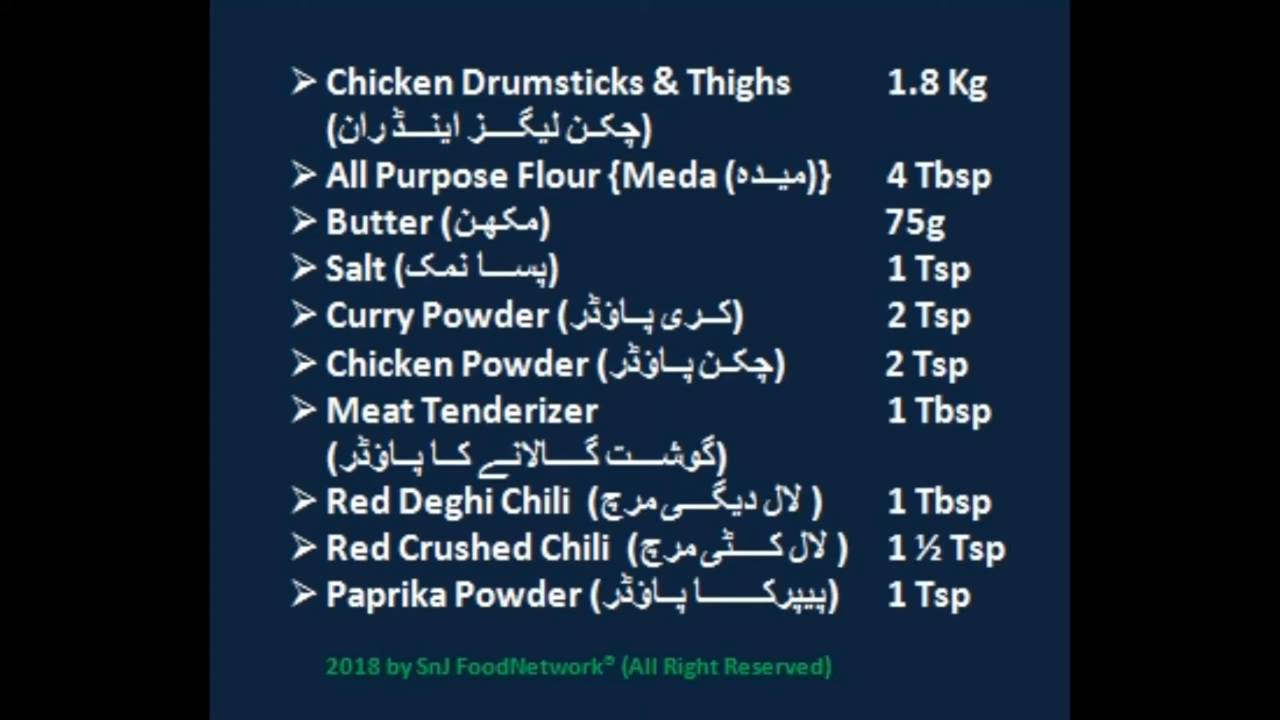 ➢ Chicken Drumsticks & Thighs 1.8 Kg
(چکن لیگز اینڈ ران)
➢ All Purpose Flour {Meda (میدہ)} 4 Tbsp
➢ Butter (مکھن) 75g
➢ Salt (پسا نمک) 1 Tsp
➢ Curry Powder (کری پاؤڈر) 2 Tsp
➢ Chicken Powder (چکن پاؤڈر) 2 Tsp
➢ Meat Tenderizer 1 Tbsp
(گوشت گالانے کا پاؤڈر)
➢ Red Deghi Chili (لال دیگی مرچ ) 1 Tbsp
➢ Red Crushed Chili (لال کٹی مرچ ) 1 ½ Tsp
➢ Paprika Powder (پیپرکا پاؤڈر) 1 Tsp
2018 by SnJ FoodNetwork® (All Right Reserved)